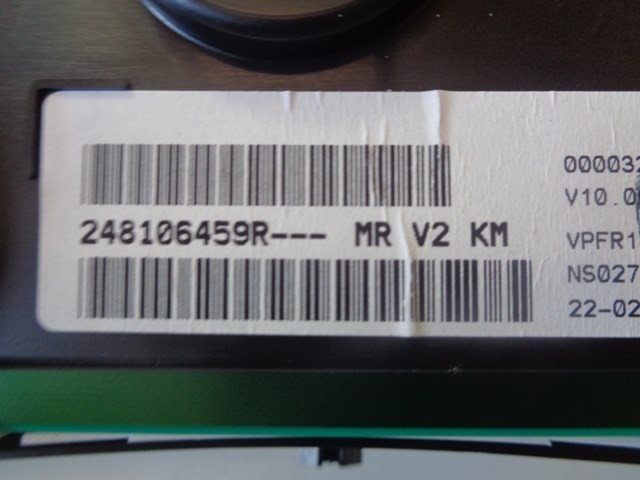 000032
V10.0
248106459R--- MR V2 KM
VPFR1
NS027
22-02